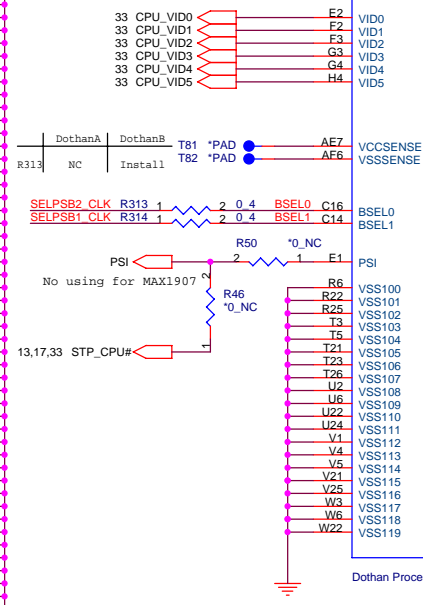 33 CPU_VID0 E2 VID0
33 CPU_VID1 F2 VID1
33 CPU_VID2 F3 VID2
33 CPU_VID3 G3 VID3
33 CPU_VID4 G4 VID4
33 CPU_VID5 H4 VID5
DothanA DothanB
R313 NC Install
T81 *PAD AE7 VCCSENSE
T82 *PAD AF6 VSSSENSE
SELPSB2_CLK R313 1 2 0_4 BSEL0 C16 BSEL0
SELPSB1_CLK R314 1 2 0_4 BSEL1 C14 BSEL1
R50 *0_NC
PSI 2 1 E1 PSI
No using for MAX1907
2
R46
*0_NC
1
13,17,33 STP_CPU#
R6 VSS100
R22 VSS101
R25 VSS102
T3 VSS103
T5 VSS104
T21 VSS105
T23 VSS106
T26 VSS107
U2 VSS108
U6 VSS109
U22 VSS110
U24 VSS111
V1 VSS112
V4 VSS113
V5 VSS114
V21 VSS115
V25 VSS116
W3 VSS117
W6 VSS118
W22 VSS119
Dothan Proce